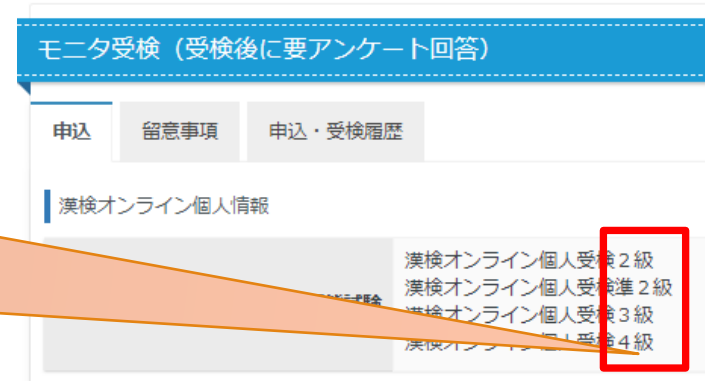 モニタ受検（受検後に要アンケート回答）
申込
留意事項
申込・受検履歴
漢検オンライン個人情報
漢検オンライン個人受検２級
漢検オンライン個人受検準２級
漢検オンライン個人受検３級
漢検オンライン個人受検４級